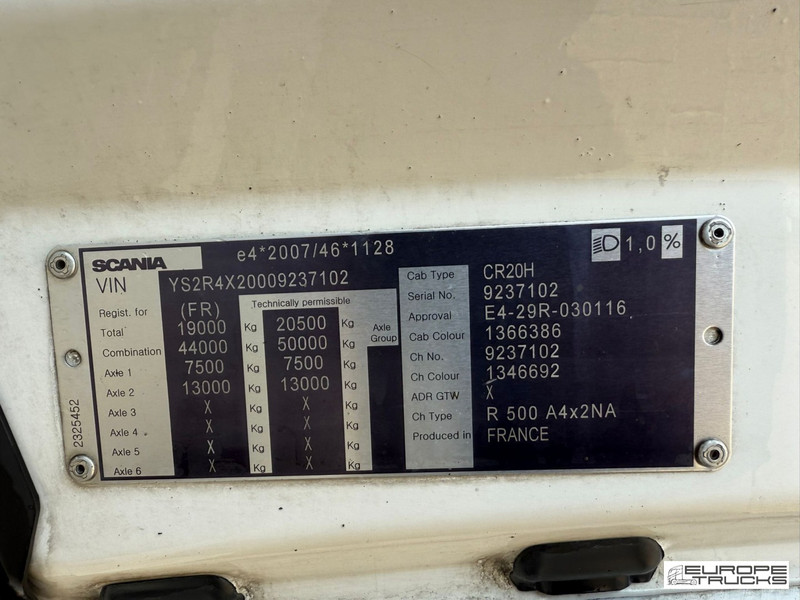 SCANIA e4*2007/46*1128 1,0 %
VIN YS2R4X20009237102
Regist. for (FR) Technically permissible
Total 19000 Kg 20500 Kg Axle Group
Combination 44000 Kg 50000 Kg
Axle 1 7500 Kg 7500 Kg
Axle 2 13000 Kg 13000 Kg
Axle 3 X Kg X Kg
Axle 4 X Kg X Kg
Axle 5 X Kg X Kg
Axle 6 X Kg X Kg
Cab Type CR20H
Serial No. 9237102
Approval E4-29R-030116
Cab Colour 1366386
Ch No. 9237102
Ch Colour 1346692
ADR GTW X
Ch Type R 500 A4x2NA
Produced in FRANCE
2325452
EUROPE
TRUCKS